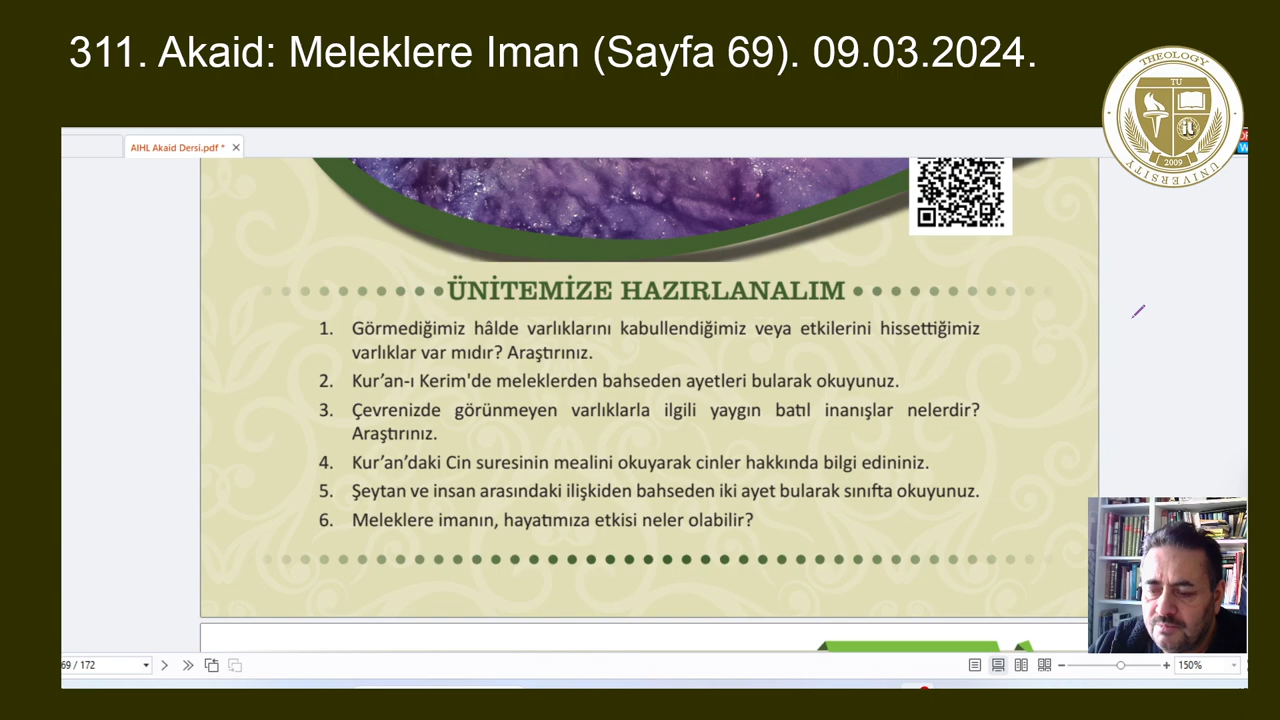 311. Akaid: Meleklere Iman (Sayfa 69). 09.03.2024.
THEOLOGY
TU
2009
UNIVERSITY
AIHL Akaid Dersi.pdf *
ÜNİTEMİZE HAZIRLANALIM
1. Görmediğimiz hâlde varlıklarını kabullendiğimiz veya etkilerini hissettiğimiz
varlıklar var mıdır? Araştırınız.
2. Kur’an-ı Kerim'de meleklerden bahseden ayetleri bularak okuyunuz.
3. Çevrenizde görünmeyen varlıklarla ilgili yaygın batıl inanışlar nelerdir?
Araştırınız.
4. Kur’an’daki Cin suresinin mealini okuyarak cinler hakkında bilgi edininiz.
5. Şeytan ve insan arasındaki ilişkiden bahseden iki ayet bularak sınıfta okuyunuz.
6. Meleklere imanın, hayatımıza etkisi neler olabilir?
69 / 172
150%